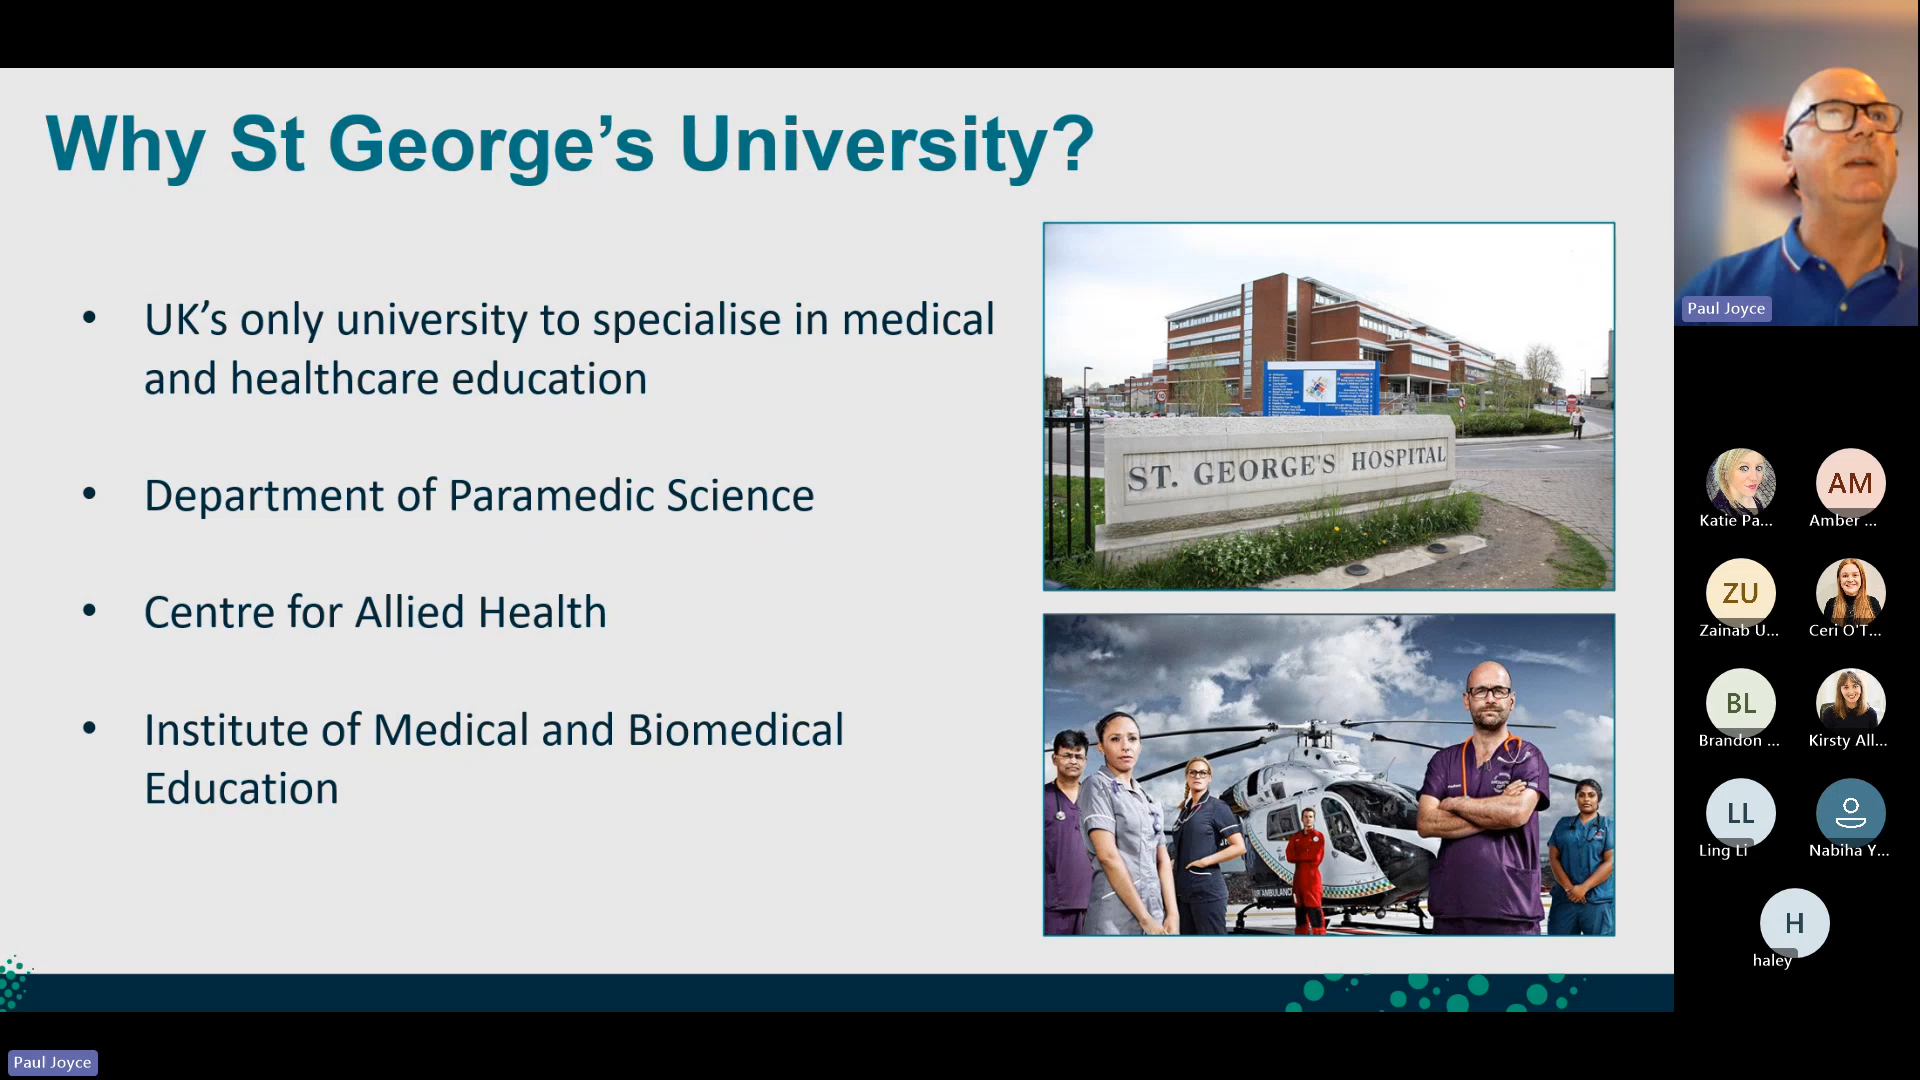 Why St George’s University?
• UK’s only university to specialise in medical
and healthcare education
• Department of Paramedic Science
• Centre for Allied Health
• Institute of Medical and Biomedical
Education
ST. GEORGE'S HOSPITAL
Paul Joyce
Katie Pa...
AM
Amber ...
ZU
Zainab U...
Ceri O'T...
BL
Brandon ...
Kirsty All...
LL
Ling Li
Nabiha Y...
H
haley
Paul Joyce